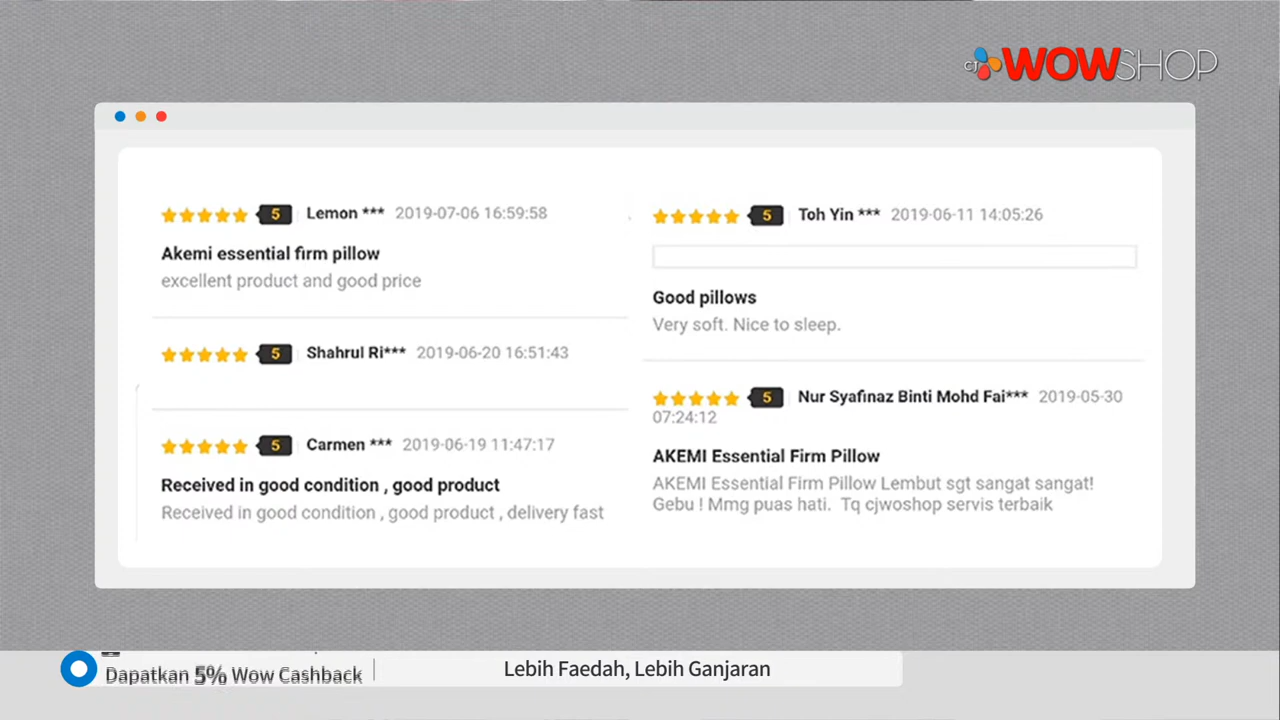 CJ WOWSHOP
5 Lemon *** 2019-07-06 16:59:58
Akemi essential firm pillow
excellent product and good price
5 Shahrul Ri*** 2019-06-20 16:51:43
5 Carmen *** 2019-06-19 11:47:17
Received in good condition , good product
Received in good condition , good product , delivery fast
5 Toh Yin *** 2019-06-11 14:05:26
Good pillows
Very soft. Nice to sleep.
5 Nur Syafinaz Binti Mohd Fai*** 2019-05-30
07:24:12
AKEMI Essential Firm Pillow
AKEMI Essential Firm Pillow Lembut sgt sangat sangat!
Gebu ! Mmg puas hati. Tq cjwoshop servis terbaik
Dapatkan 5% Wow Cashback
Lebih Faedah, Lebih Ganjaran